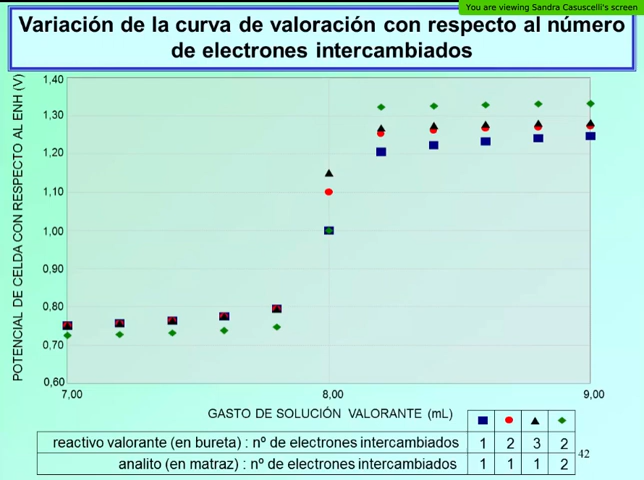 You are viewing Sandra Casuscelli's screen
Variación de la curva de valoración con respecto al número
de electrones intercambiados
POTENCIAL DE CELDA CON RESPECTO AL ENH (V)
1,40
1,30
1,20
1,10
1,00
0,90
0,80
0,70
0,60
7,00 8,00 9,00
GASTO DE SOLUCIÓN VALORANTE (mL)
reactivo valorante (en bureta) : nº de electrones intercambiados 1 2 3 2
analito (en matraz) : nº de electrones intercambiados 1 1 1 2
42